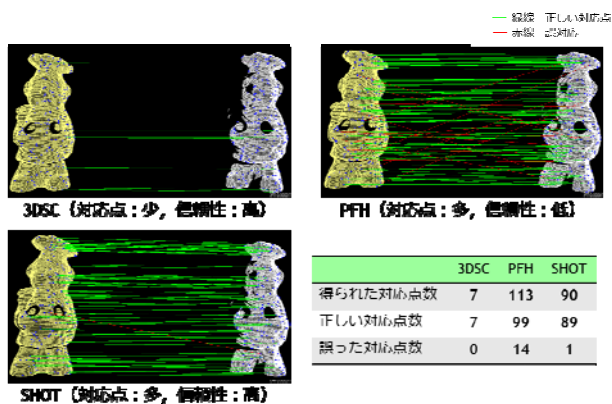 緑線 正しい対応点
赤線 誤対応
3DSC (対応点：少, 信頼性：高)
PFH (対応点：多, 信頼性：低)
SHOT (対応点：多, 信頼性：高)
3DSC PFH SHOT
得られた対応点数 7 113 90
正しい対応点数 7 99 89
誤った対応点数 0 14 1